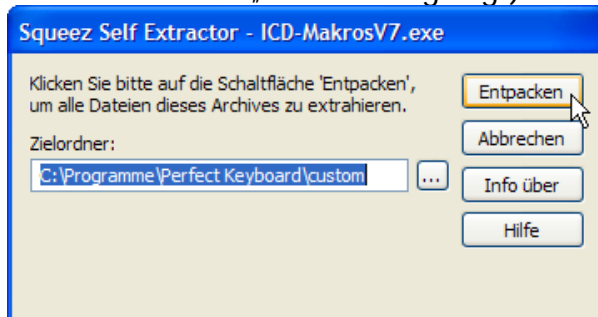 Squeez Self Extractor - ICD-MakrosV7.exe
Klicken Sie bitte auf die Schaltfläche 'Entpacken',
um alle Dateien dieses Archives zu extrahieren.
Zielordner:
C:\Programme\Perfect Keyboard\custom
...
Entpacken
Abbrechen
Info über
Hilfe